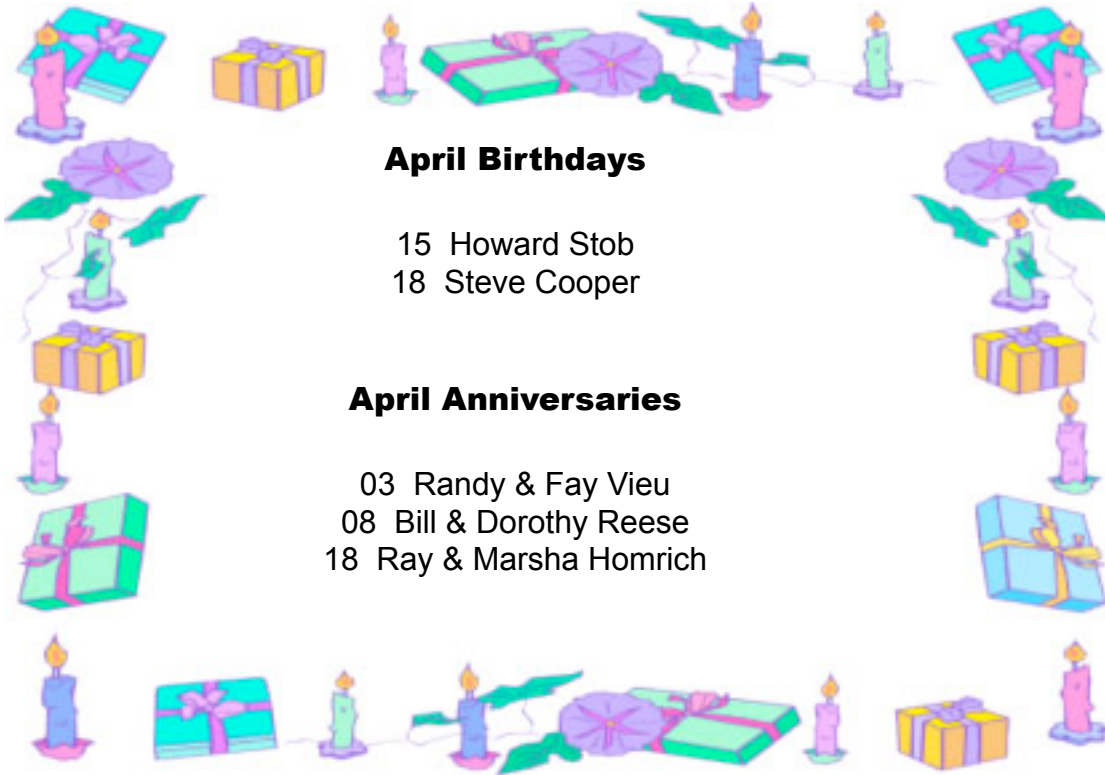 April Birthdays
15 Howard Stob
18 Steve Cooper
April Anniversaries
03 Randy & Fay Vieu
08 Bill & Dorothy Reese
18 Ray & Marsha Homrich